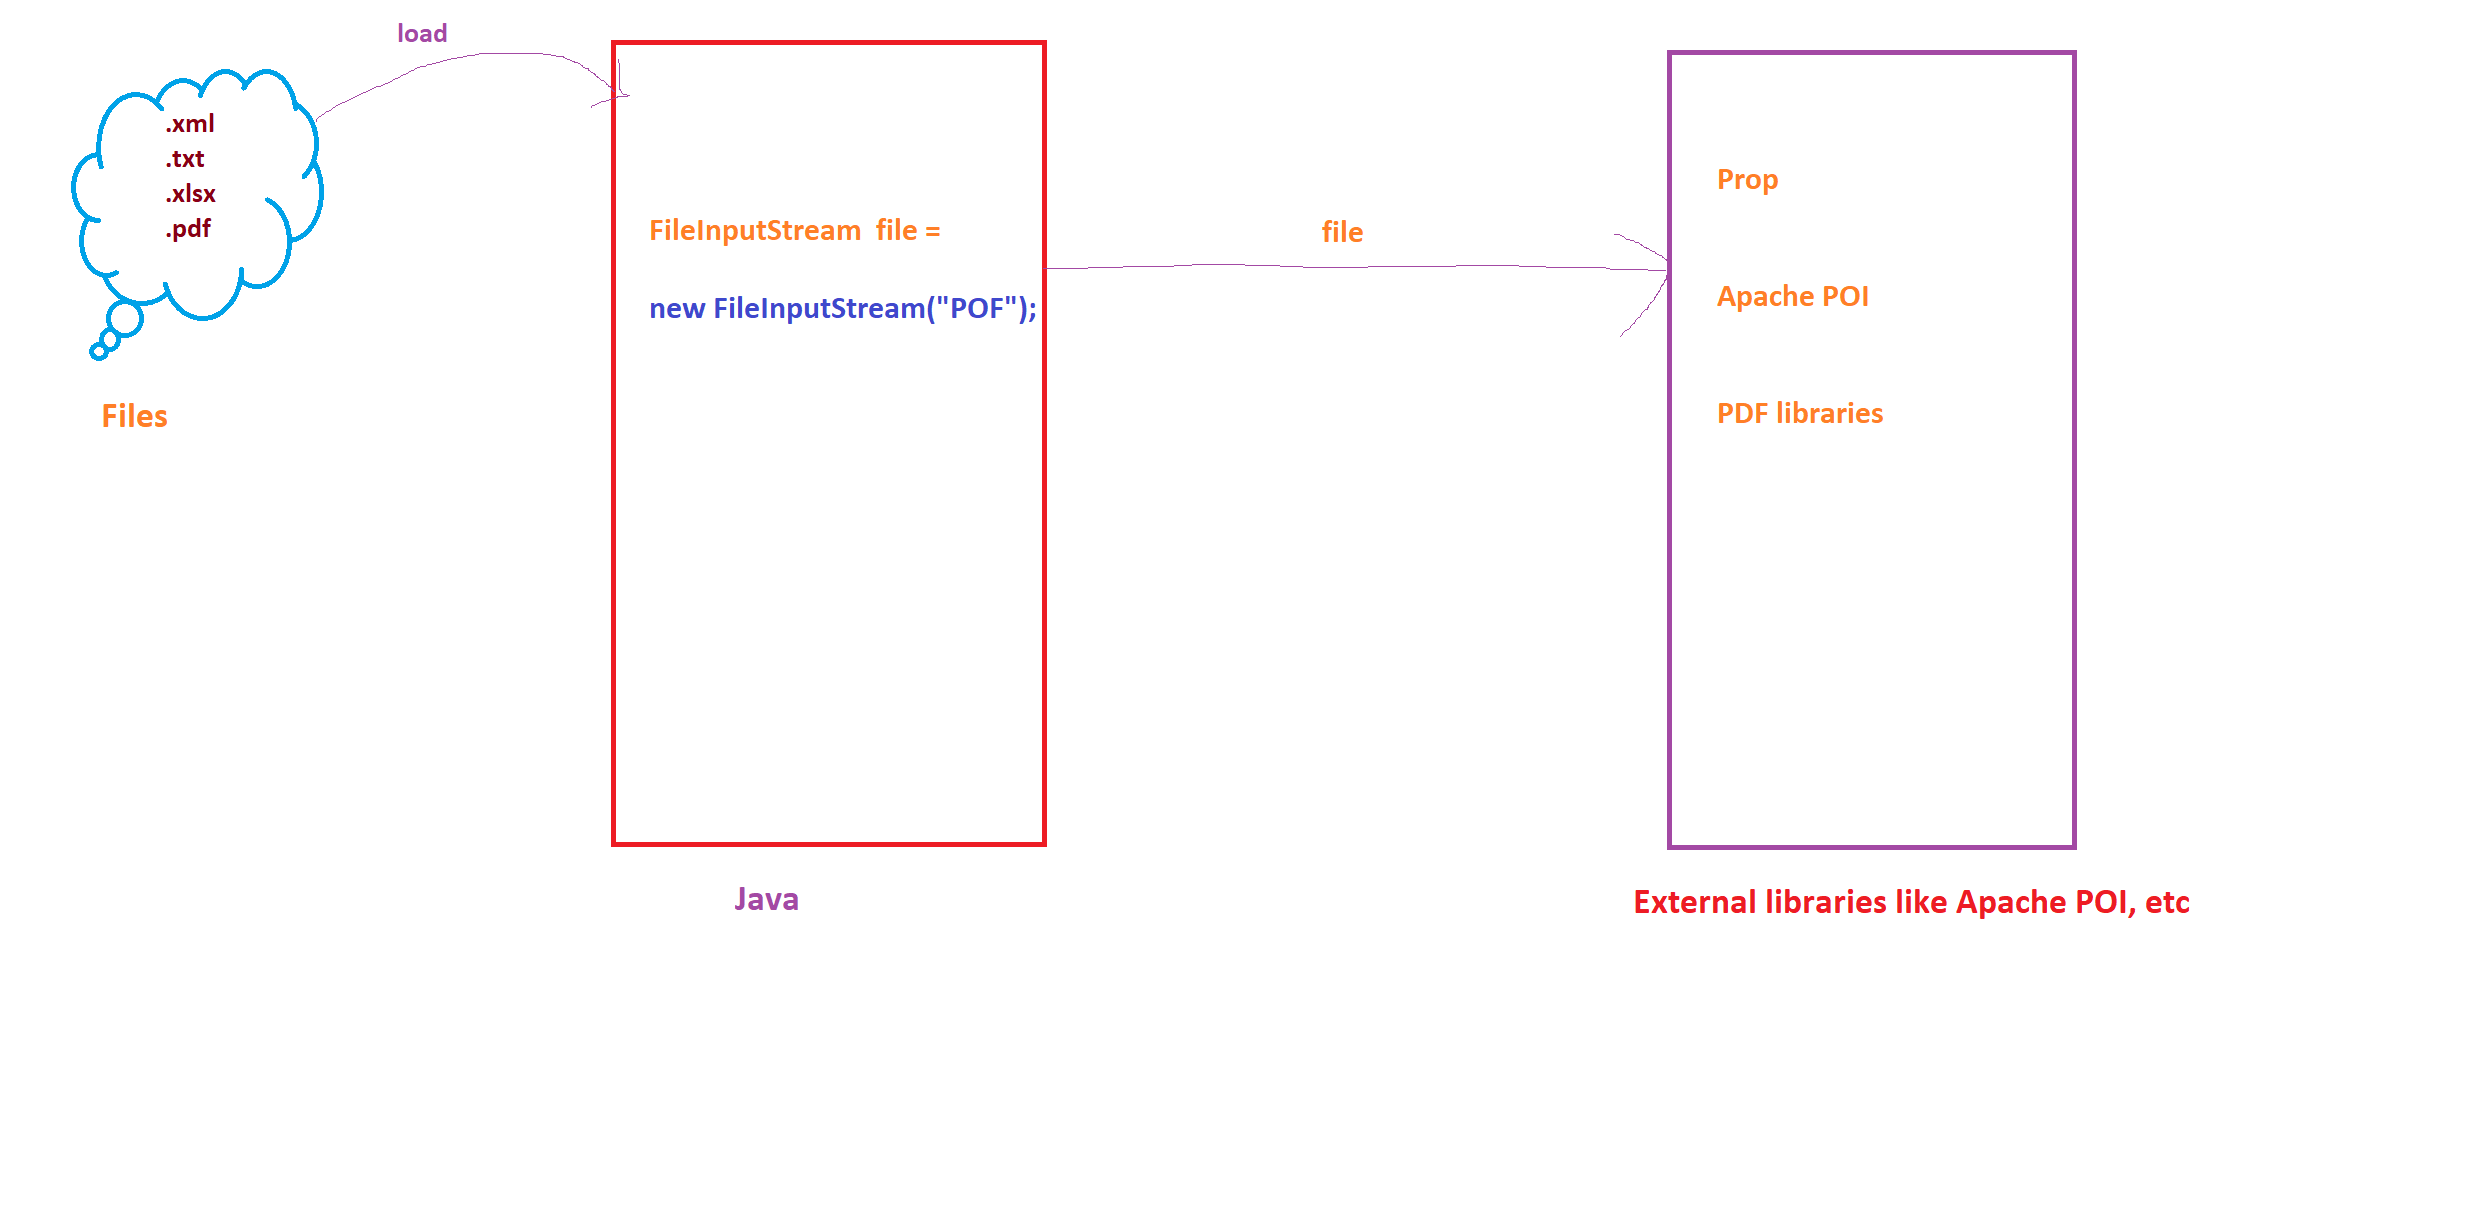 load
.xml
.txt
.xlsx
.pdf
Files
FileInputStream  file =
new FileInputStream("POF");
Java
file
Prop
Apache POI
PDF libraries
External libraries like Apache POI, etc